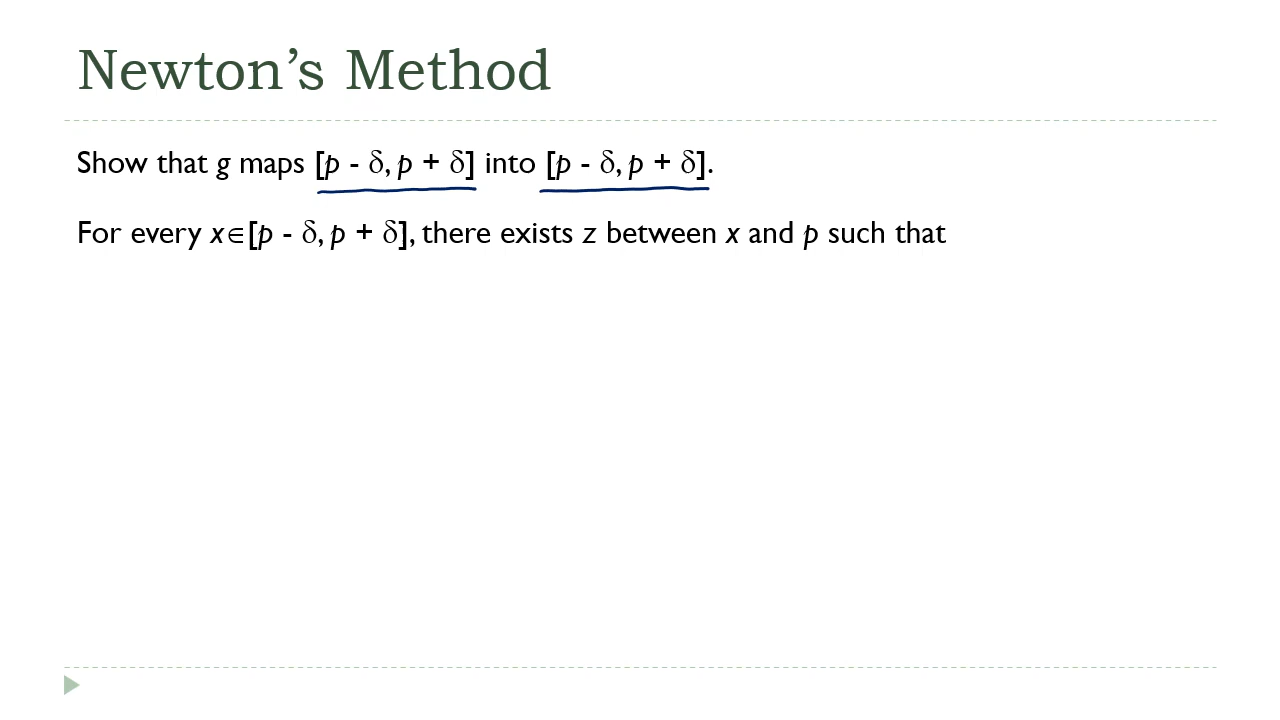 Newton’s Method
Show that g maps [p - δ, p + δ] into [p - δ, p + δ].
For every x∈[p - δ, p + δ], there exists z between x and p such that